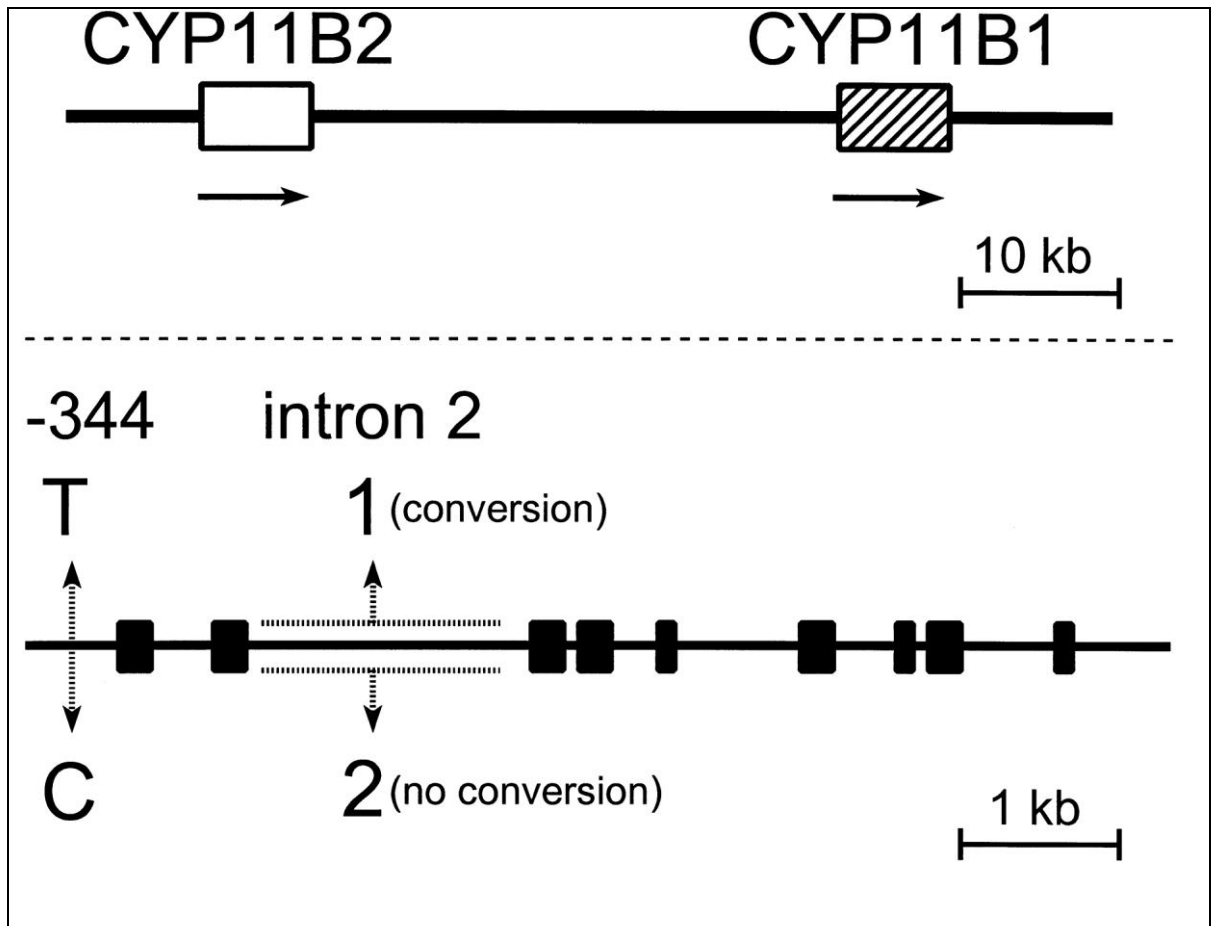 CYP11B2 CYP11B1
10 kb
-344 intron 2
T 1 (conversion)
C 2 (no conversion)
1 kb